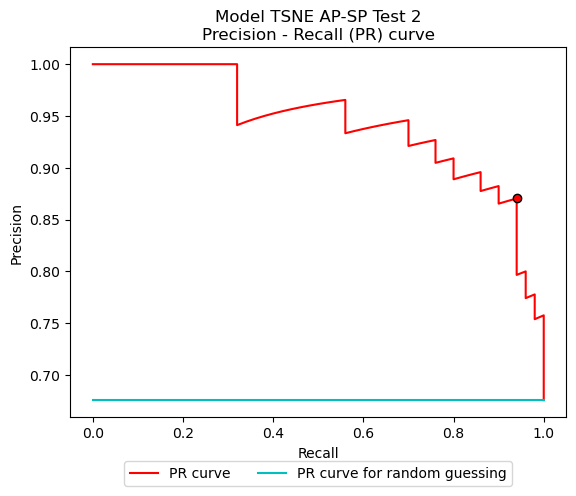 Model TSNE AP-SP Test 2
Precision - Recall (PR) curve
1.00
0.95
0.90
0.85
0.80
0.75
0.70
Precision
0.0 0.2 0.4 0.6 0.8 1.0
Recall
PR curve PR curve for random guessing